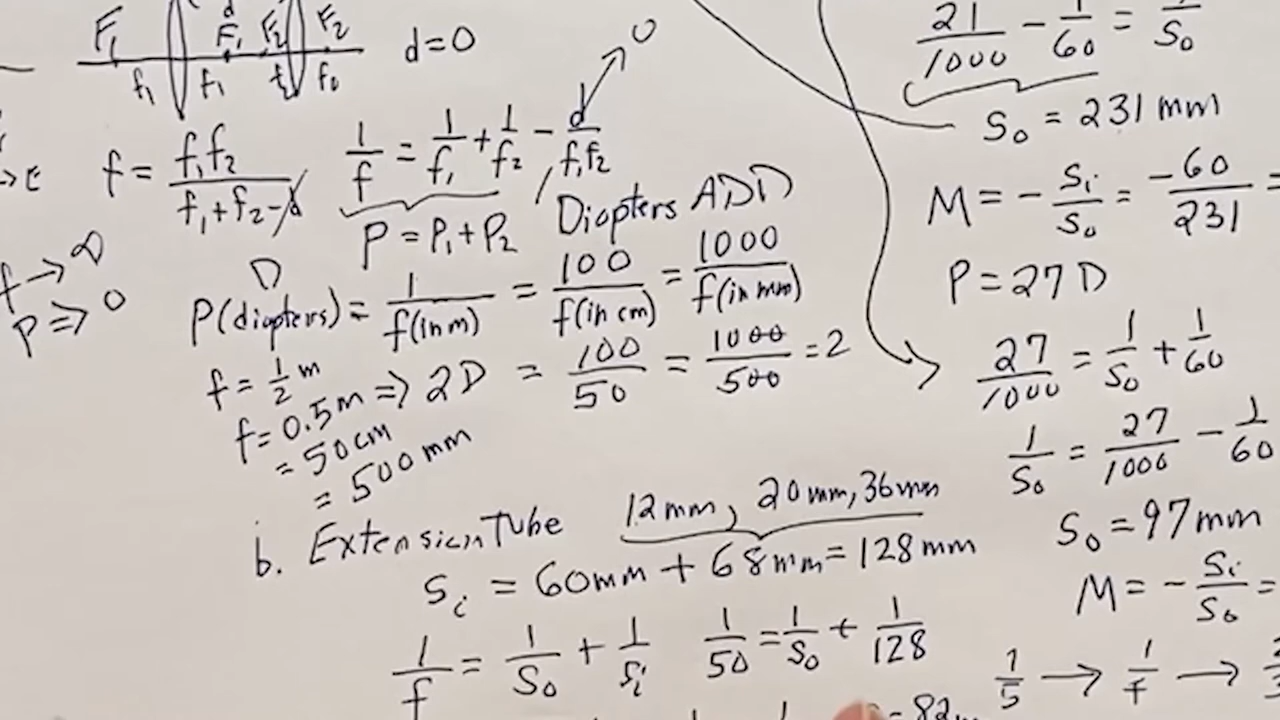 F₁ d F₁ F₂ F₂ d=0 0
f₁ f₁
f = f₁f₂ / (f₁+f₂-d) 1/f = 1/f₁ + 1/f₂ - d/f₁f₂
P = P₁+P₂ Diopters ADD
D
P(diopters) = 1/f(in m) = 100/f(in cm) = 1000/f(in mm)
f = 1/2 m
f = 0.5m ⇒ 2D = 100/50 = 1000/500 = 2
= 50cm
= 500mm
b. Extension Tube 12mm, 20mm, 36mm
Sᵢ = 60mm + 68mm = 128mm
1/f = 1/S₀ + 1/Sᵢ 1/50 = 1/S₀ + 1/128
f → ∞
P ⇒ 0
21/1000 - 1/60 = 1/S₀
S₀ = 231mm
M = - Sᵢ/S₀ = -60/231 =
P = 27D
27/1000 = 1/S₀ + 1/60
1/S₀ = 27/1000 - 1/60
S₀ = 97mm
M = - Sᵢ/S₀ =
1/5 → 1/f →